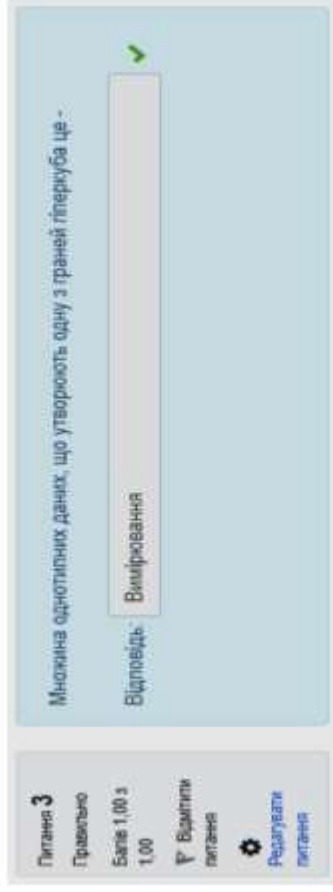 Питання 3
Правильно
Балів 1,00 з
1,00
Відмітити
питання
Редагувати
питання
Множина однотипних даних, що утворюють одну з граней гіперкуба це -
Відповідь: Вимірювання